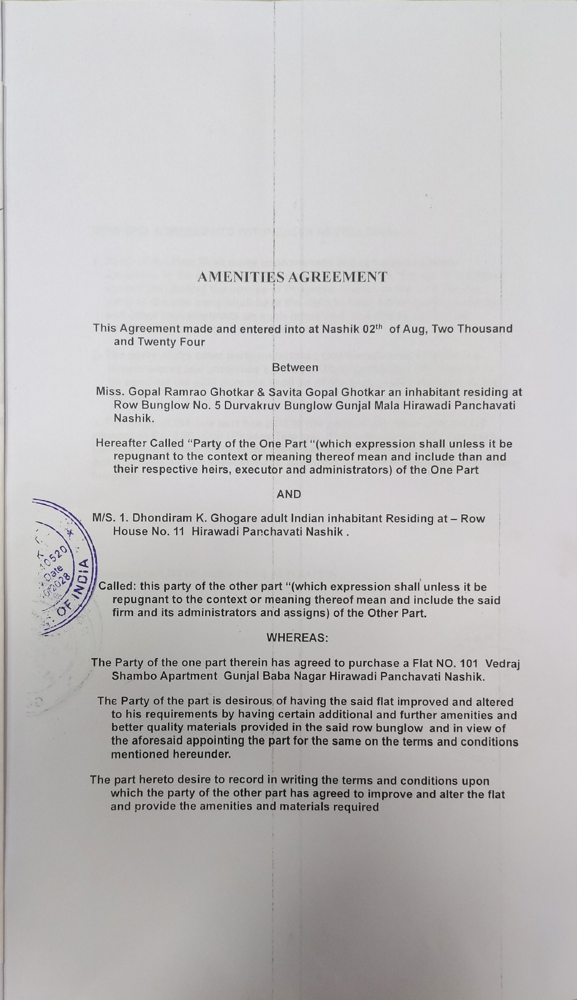 AMENITIES AGREEMENT
This Agreement made and entered into at Nashik 02th of Aug, Two Thousand
and Twenty Four
Between
Miss. Gopal Ramrao Ghotkar & Savita Gopal Ghotkar an inhabitant residing at
Row Bunglow No. 5 Durvakruv Bunglow Gunjal Mala Hirawadi Panchavati
Nashik.
Hereafter Called “Party of the One Part “(which expression shall unless it be
repugnant to the context or meaning thereof mean and include than and
their respective heirs, executor and administrators) of the One Part
AND
M/S. 1. Dhondiram K. Ghogare adult Indian inhabitant Residing at – Row
House No. 11 Hirawadi Panchavati Nashik .
10520
Date
2028
OF INDIA
Called: this party of the other part “(which expression shall unless it be
repugnant to the context or meaning thereof mean and include the said
firm and its administrators and assigns) of the Other Part.
WHEREAS:
The Party of the one part therein has agreed to purchase a Flat NO. 101 Vedraj
Shambo Apartment Gunjal Baba Nagar Hirawadi Panchavati Nashik.
The Party of the part is desirous of having the said flat improved and altered
to his requirements by having certain additional and further amenities and
better quality materials provided in the said row bunglow and in view of
the aforesaid appointing the part for the same on the terms and conditions
mentioned hereunder.
The part hereto desire to record in writing the terms and conditions upon
which the party of the other part has agreed to improve and alter the flat
and provide the amenities and materials required